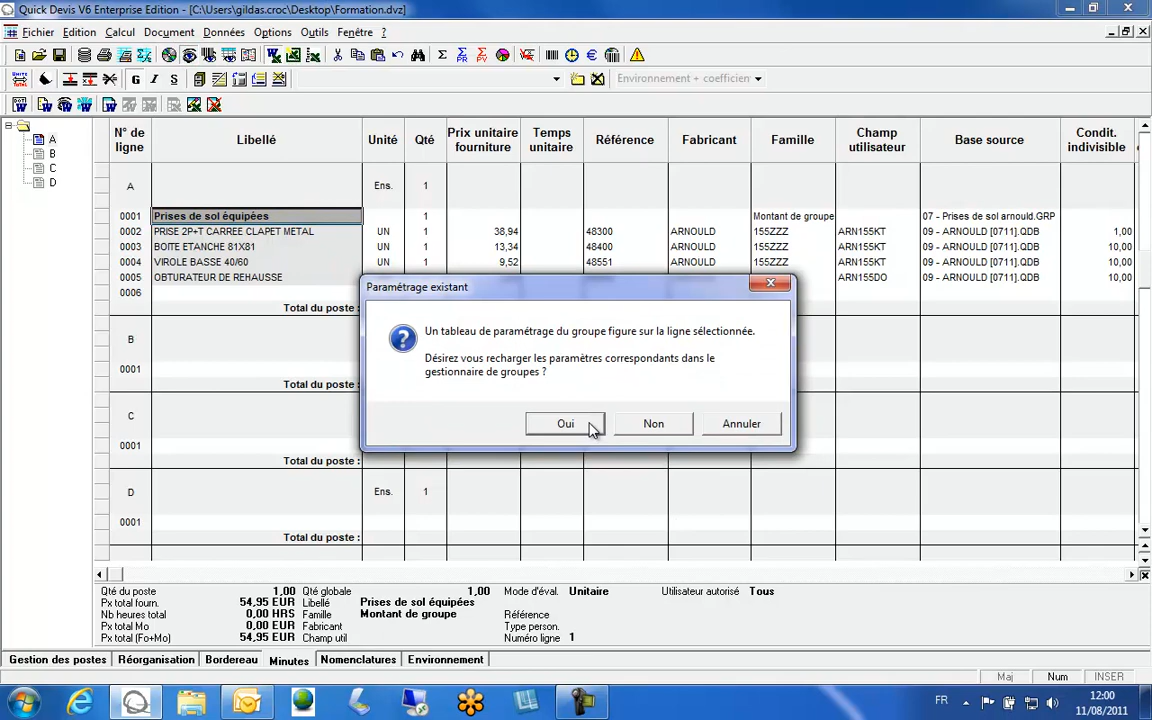 Quick Devis V6 Enterprise Edition - [C:\Users\gildas.croc\Desktop\Formation.dvz]
Fichier Edition Calcul Document Données Options Outils Fenêtre ?
G I S Environnement + coefficien
A
B
C
D
N° de ligne Libellé Unité Qté Prix unitaire fourniture Temps unitaire Référence Fabricant Famille Champ utilisateur Base source Condit. indivisible
A Ens. 1
0001 Prises de sol équipées 1 Montant de groupe 07 - Prises de sol arnould.GRP
0002 PRISE 2P+T CARREE CLAPET METAL UN 1 38,94 48300 ARNOULD 155ZZZ ARN155KT 09 - ARNOULD [0711].QDB 1,00
0003 BOITE ETANCHE 81X81 UN 1 13,34 48400 ARNOULD 155ZZZ ARN155KT 09 - ARNOULD [0711].QDB 10,00
0004 VIROLE BASSE 40/60 UN 1 9,52 48551 ARNOULD 155ZZZ ARN155KT 09 - ARNOULD [0711].QDB 10,00
0005 OBTURATEUR DE REHAUSSE ARN155DO 09 - ARNOULD [0711].QDB 10,00
0006
Total du poste :
B
0001
Total du poste :
C
0001
Total du poste :
D Ens. 1
0001
Total du poste :
Paramétrage existant
Un tableau de paramétrage du groupe figure sur la ligne sélectionnée.
Désirez vous recharger les paramètres correspondants dans le
gestionnaire de groupes ?
Oui Non Annuler
Qté du poste 1,00 Qté globale 1,00 Mode d'éval. Unitaire Utilisateur autorisé Tous
Px total fourn. 54,95 EUR Libellé Prises de sol équipées
Nb heures total 0,00 HRS Famille Montant de groupe Référence
Px total Mo 0,00 EUR Fabricant Type person.
Px total (Fo+Mo) 54,95 EUR Champ util Numéro ligne 1
Gestion des postes Réorganisation Bordereau Minutes Nomenclatures Environnement
Maj Num INSER
FR 12:00
11/08/2011